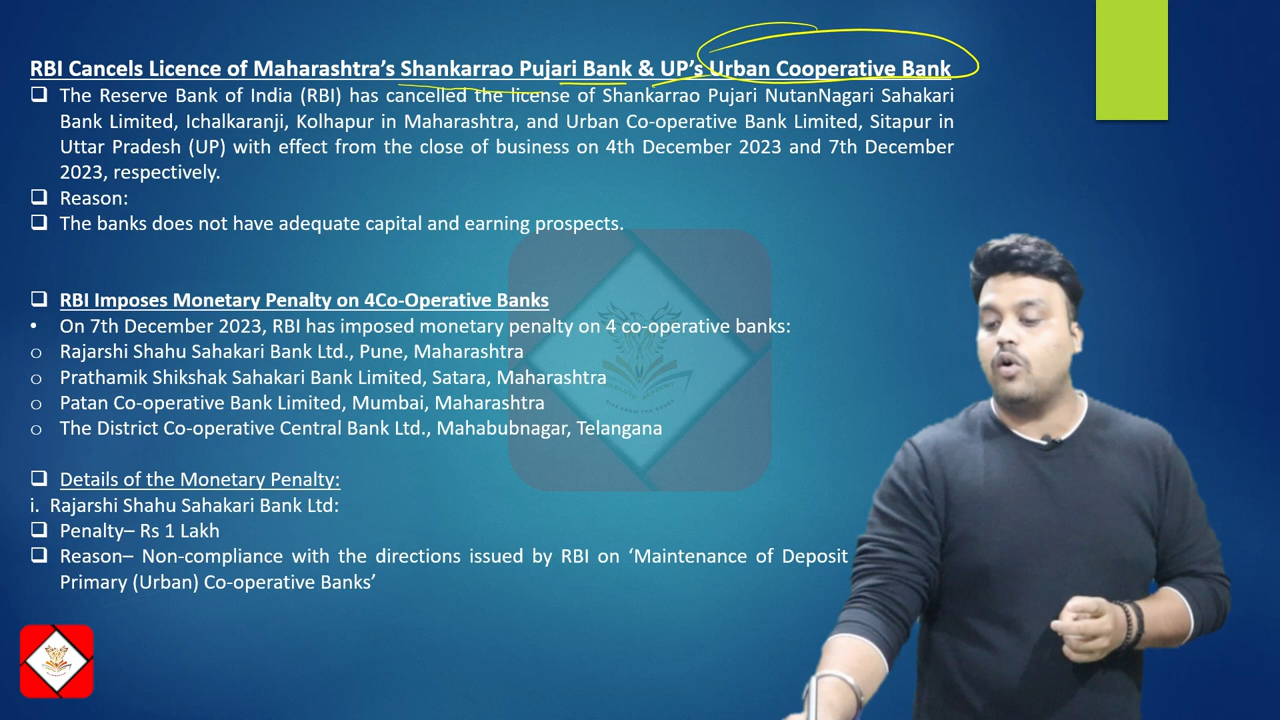 RBI Cancels Licence of Maharashtra's Shankarrao Pujari Bank & UP's Urban Cooperative Bank
❑ The Reserve Bank of India (RBI) has cancelled the license of Shankarrao Pujari NutanNagari Sahakari
Bank Limited, Ichalkaranji, Kolhapur in Maharashtra, and Urban Co-operative Bank Limited, Sitapur in
Uttar Pradesh (UP) with effect from the close of business on 4th December 2023 and 7th December
2023, respectively.
❑ Reason:
❑ The banks does not have adequate capital and earning prospects.
❑ RBI Imposes Monetary Penalty on 4Co-Operative Banks
• On 7th December 2023, RBI has imposed monetary penalty on 4 co-operative banks:
○ Rajarshi Shahu Sahakari Bank Ltd., Pune, Maharashtra
○ Prathamik Shikshak Sahakari Bank Limited, Satara, Maharashtra
○ Patan Co-operative Bank Limited, Mumbai, Maharashtra
○ The District Co-operative Central Bank Ltd., Mahabubnagar, Telangana
❑ Details of the Monetary Penalty:
i. Rajarshi Shahu Sahakari Bank Ltd:
❑ Penalty– Rs 1 Lakh
❑ Reason– Non-compliance with the directions issued by RBI on ‘Maintenance of Deposit
Primary (Urban) Co-operative Banks’